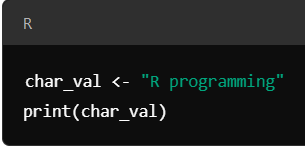 R
char_val <- "R programming"
print(char_val)